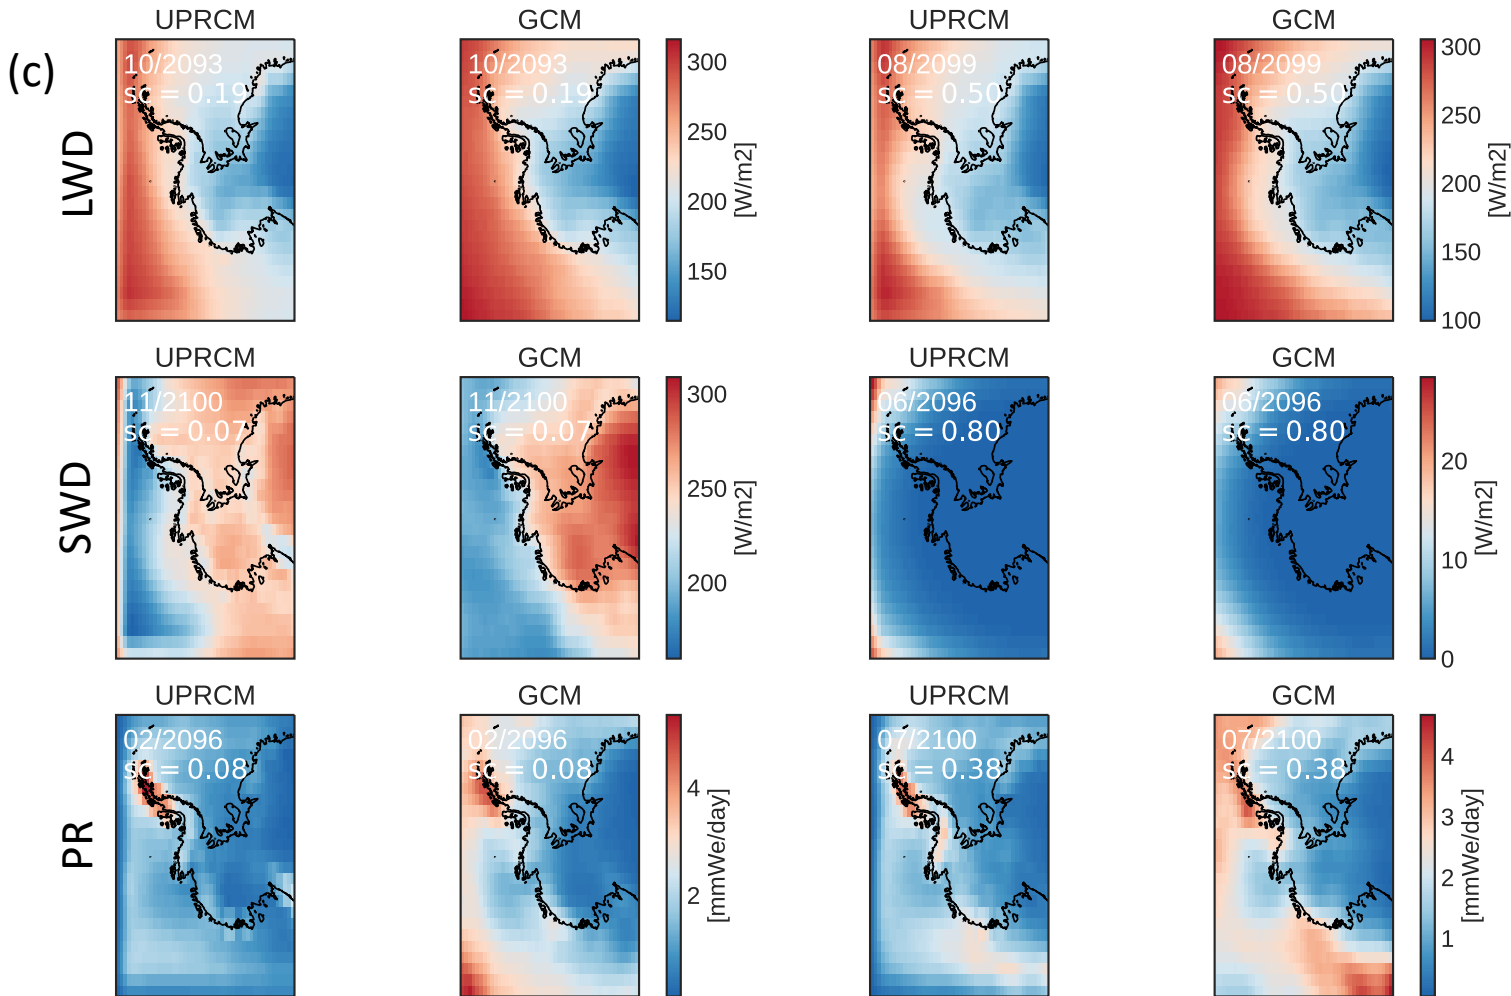 (c)
UPRCM
GCM
UPRCM
GCM
LWD
10/2093
sc = 0.19
10/2093
sc = 0.19
300
250
200
150
[W/m2]
08/2099
sc = 0.50
08/2099
sc = 0.50
300
250
200
150
100
[W/m2]
UPRCM
GCM
UPRCM
GCM
SWD
11/2100
sc = 0.07
11/2100
sc = 0.07
300
250
200
[W/m2]
06/2096
sc = 0.80
06/2096
sc = 0.80
20
10
0
[W/m2]
UPRCM
GCM
UPRCM
GCM
PR
02/2096
sc = 0.08
02/2096
sc = 0.08
4
2
[mmWe/day]
07/2100
sc = 0.38
07/2100
sc = 0.38
4
3
2
1
[mmWe/day]